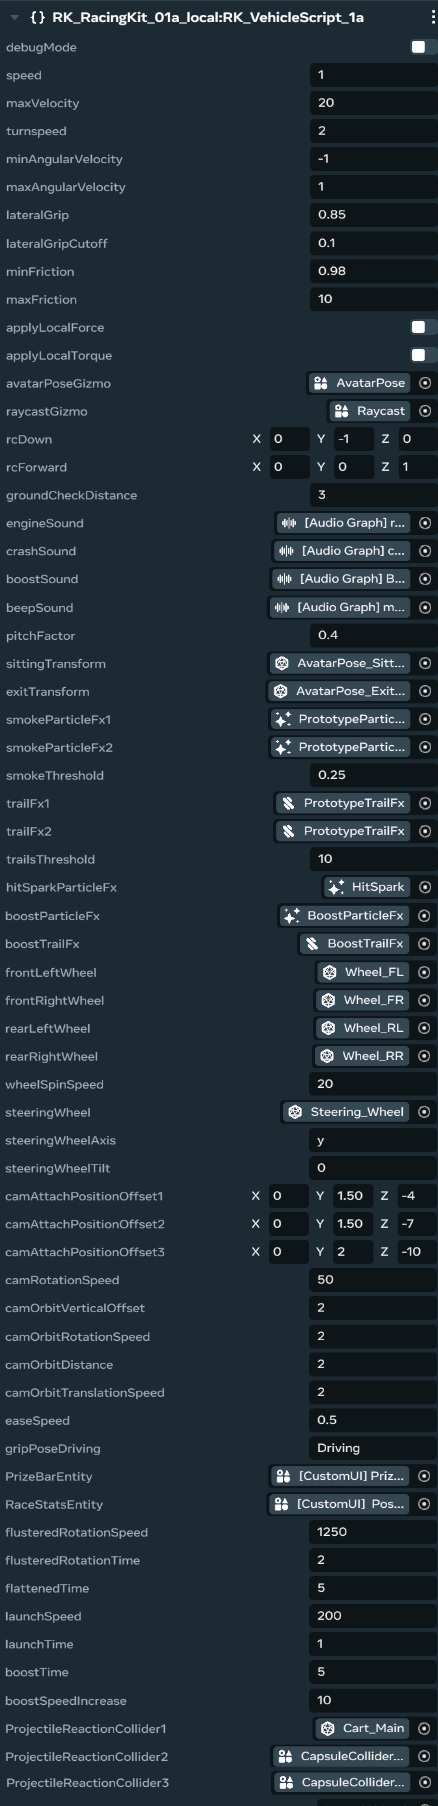 {} RK_RacingKit_01a_local:RK_VehicleScript_1a
debugMode
speed 1
maxVelocity 20
turnspeed 2
minAngularVelocity -1
maxAngularVelocity 1
lateralGrip 0.85
lateralGripCutoff 0.1
minFriction 0.98
maxFriction 10
applyLocalForce
applyLocalTorque
avatarPoseGizmo AvatarPose
raycastGizmo Raycast
rcDown X 0 Y -1 Z 0
rcForward X 0 Y 0 Z 1
groundCheckDistance 3
engineSound [Audio Graph] r...
crashSound [Audio Graph] c...
boostSound [Audio Graph] B...
beepSound [Audio Graph] m...
pitchFactor 0.4
sittingTransform AvatarPose_Sitt...
exitTransform AvatarPose_Exit...
smokeParticleFx1 PrototypePartic...
smokeParticleFx2 PrototypePartic...
smokeThreshold 0.25
trailFx1 PrototypeTrailFx
trailFx2 PrototypeTrailFx
trailsThreshold 10
hitSparkParticleFx HitSpark
boostParticleFx BoostParticleFx
boostTrailFx BoostTrailFx
frontLeftWheel Wheel_FL
frontRightWheel Wheel_FR
rearLeftWheel Wheel_RL
rearRightWheel Wheel_RR
wheelSpinSpeed 20
steeringWheel Steering_Wheel
steeringWheelAxis y
steeringWheelTilt 0
camAttachPositionOffset1 X 0 Y 1.50 Z -4
camAttachPositionOffset2 X 0 Y 1.50 Z -7
camAttachPositionOffset3 X 0 Y 2 Z -10
camRotationSpeed 50
camOrbitVerticalOffset 2
camOrbitRotationSpeed 2
camOrbitDistance 2
camOrbitTranslationSpeed 2
easeSpeed 0.5
gripPoseDriving Driving
PrizeBarEntity [CustomUI] Priz...
RaceStatsEntity [CustomUI] Pos...
flusteredRotationSpeed 1250
flusteredRotationTime 2
flattenedTime 5
launchSpeed 200
launchTime 1
boostTime 5
boostSpeedIncrease 10
ProjectileReactionCollider1 Cart_Main
ProjectileReactionCollider2 CapsuleCollider...
ProjectileReactionCollider3 CapsuleCollider...